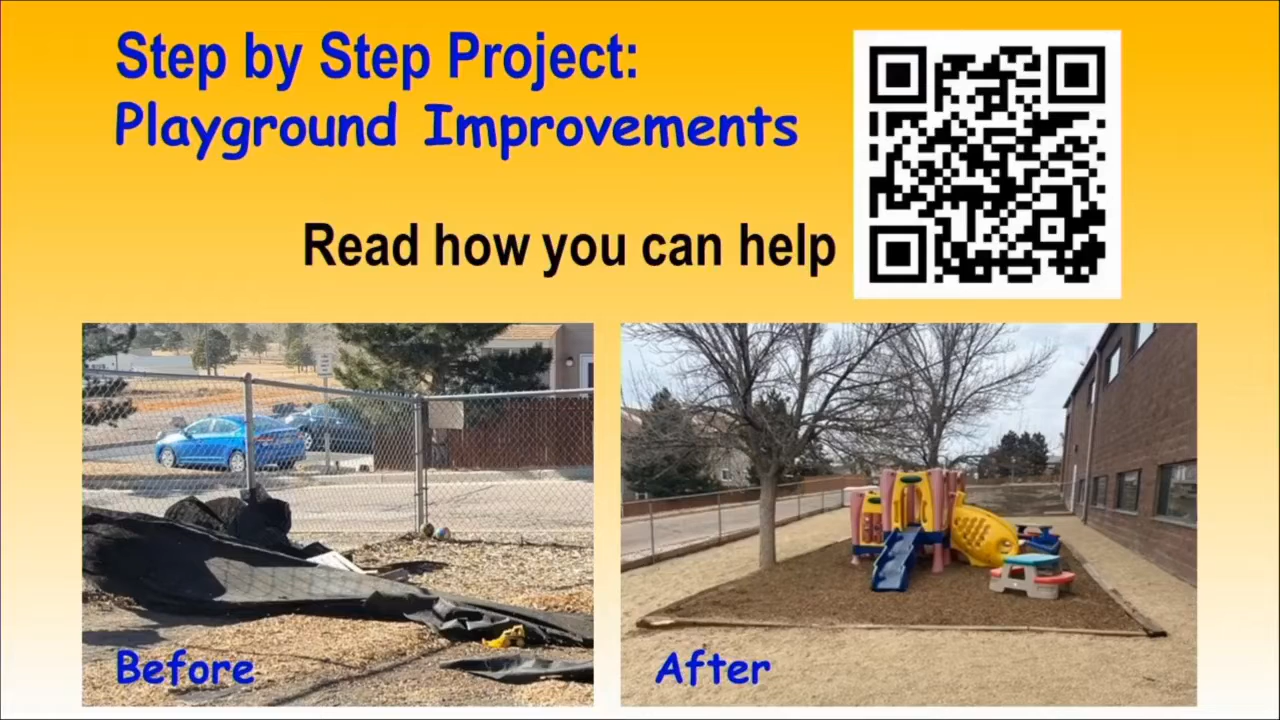 Step by Step Project:
Playground Improvements
Read how you can help
Before
After